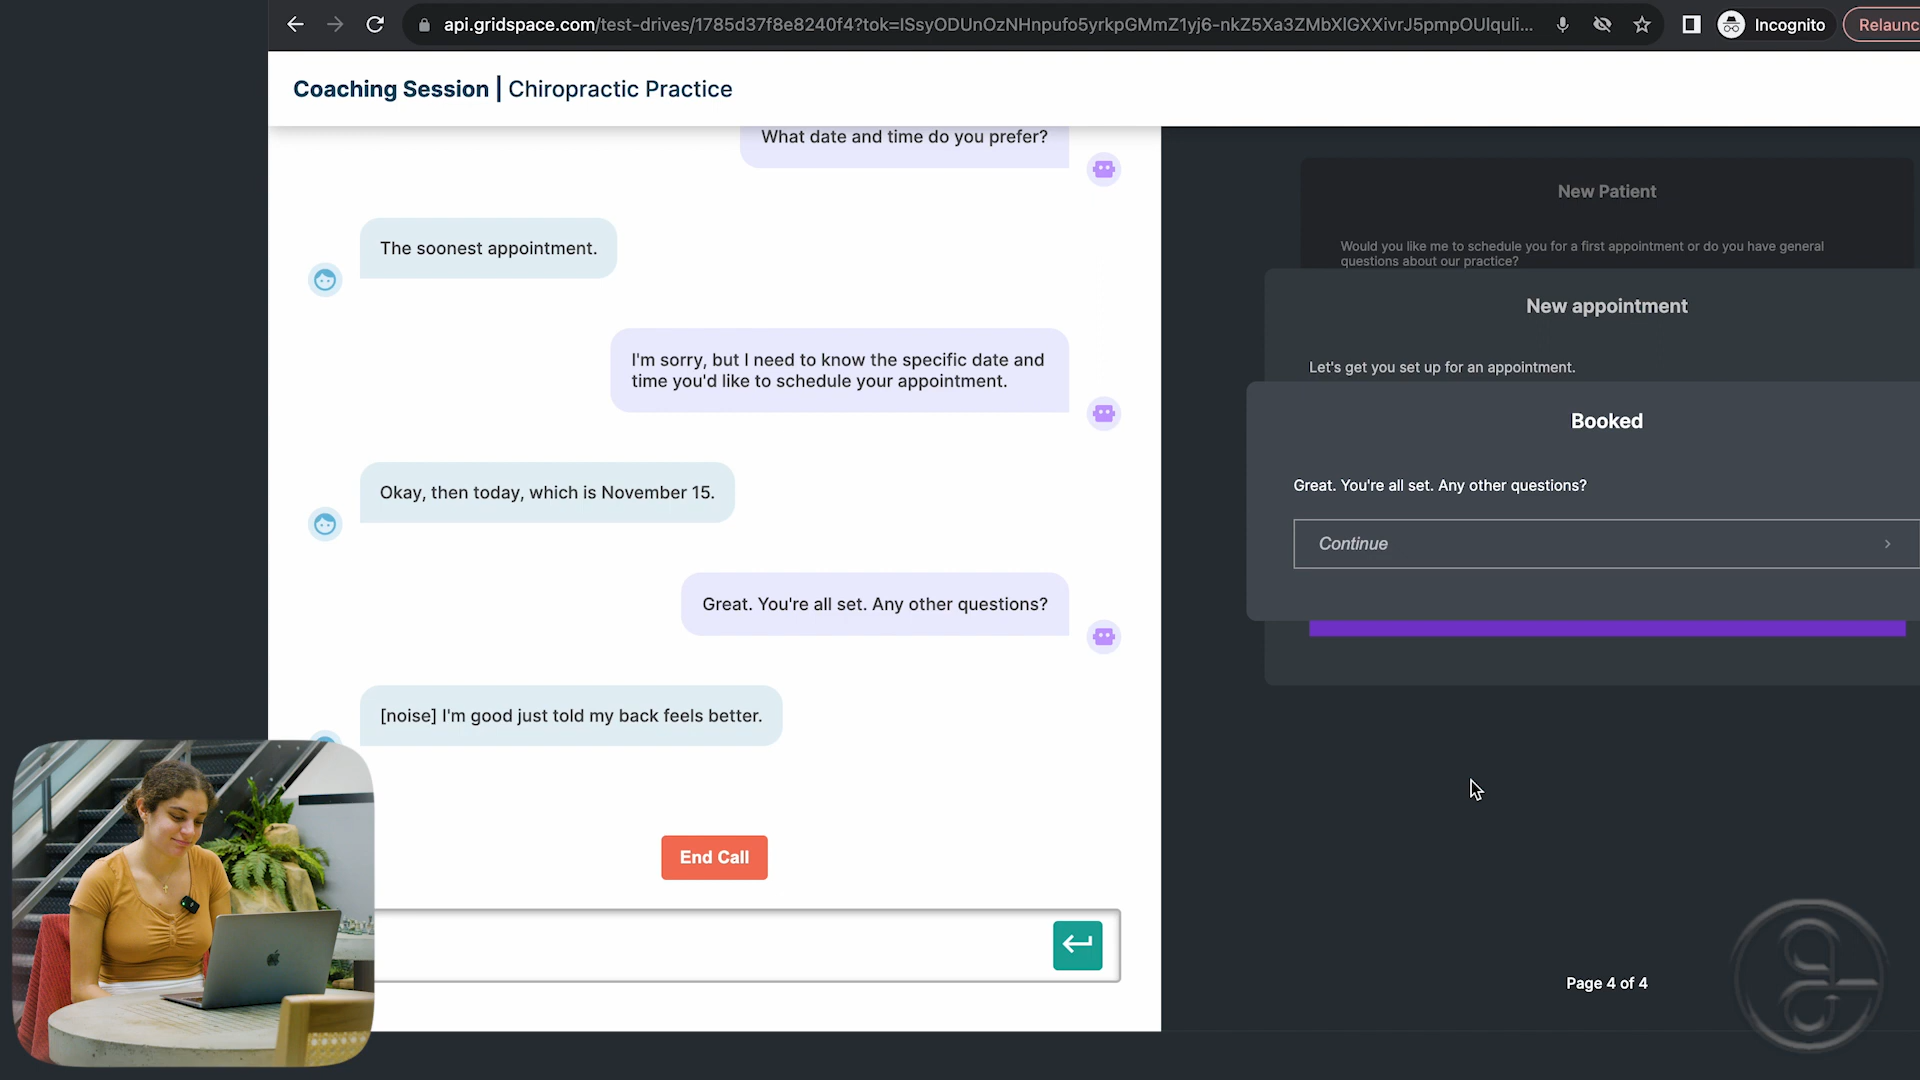 api.gridspace.com/test-drives/1785d37f8e8240f4?tok=ISsyODUnOzNHnpufo5yrkpGMmZ1yj6-nkZ5Xa3ZMbXlGXXivrJ5pmpOUlquli...
Incognito
Relaunc
Coaching Session | Chiropractic Practice
What date and time do you prefer?
The soonest appointment.
I'm sorry, but I need to know the specific date and
time you'd like to schedule your appointment.
Okay, then today, which is November 15.
Great. You're all set. Any other questions?
[noise] I'm good just told my back feels better.
End Call
New Patient
Would you like me to schedule you for a first appointment or do you have general
questions about our practice?
New appointment
Let's get you set up for an appointment.
Booked
Great. You're all set. Any other questions?
Continue
Page 4 of 4